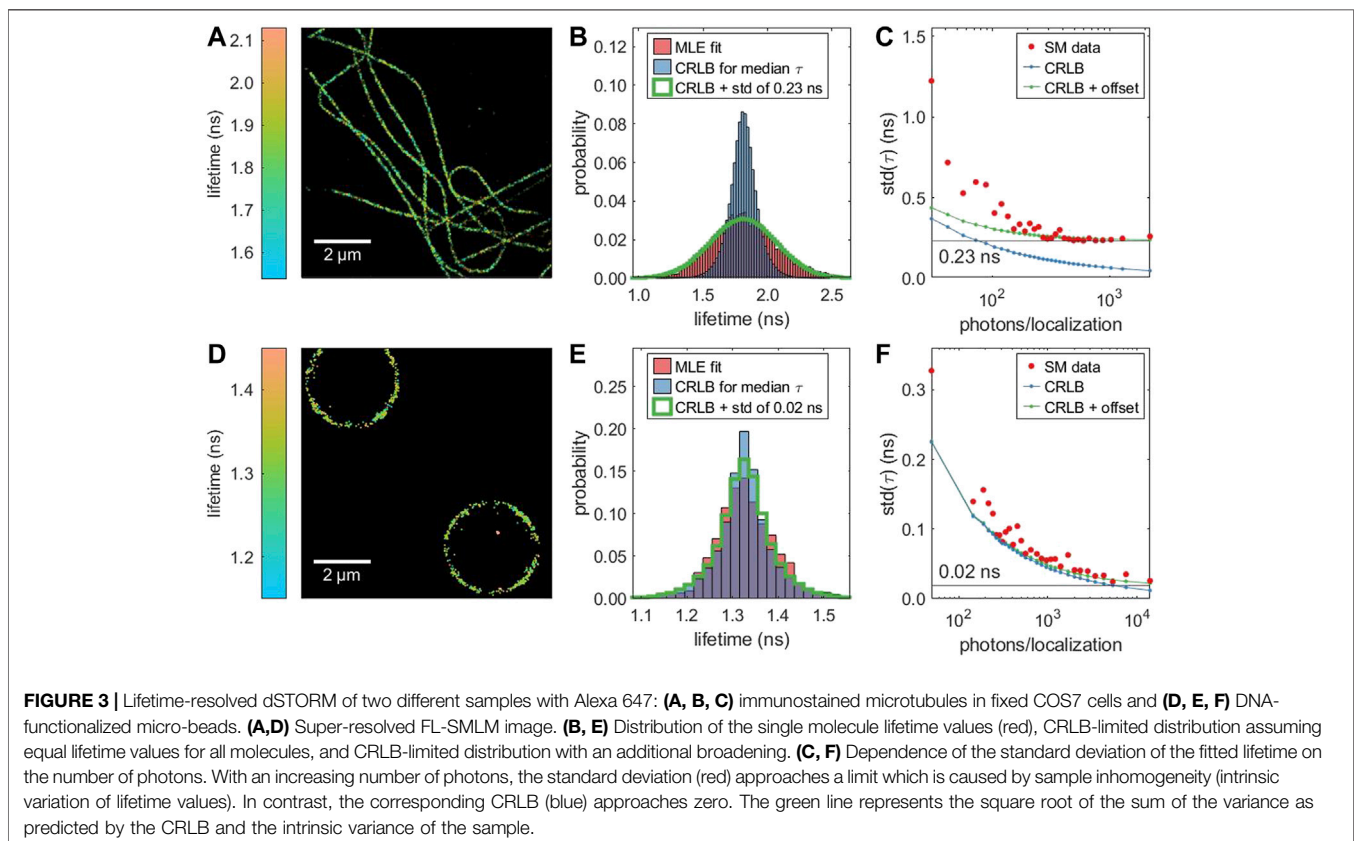 A
2.1
2.0
1.9
1.8
1.7
1.6
lifetime (ns)
2 µm
B
0.12
0.10
0.08
0.06
0.04
0.02
0.00
probability
MLE fit
CRLB for median τ
CRLB + std of 0.23 ns
1.0 1.5 2.0 2.5
lifetime (ns)
C
1.5
1.0
0.5
0.0
std(τ) (ns)
SM data
CRLB
CRLB + offset
0.23 ns
10² 10³
photons/localization
D
1.4
1.3
1.2
lifetime (ns)
2 µm
E
0.25
0.20
0.15
0.10
0.05
0.00
probability
MLE fit
CRLB for median τ
CRLB + std of 0.02 ns
1.1 1.2 1.3 1.4 1.5
lifetime (ns)
F
0.3
0.2
0.1
0.0
std(τ) (ns)
SM data
CRLB
CRLB + offset
0.02 ns
10² 10³ 10⁴
photons/localization
FIGURE 3 | Lifetime-resolved dSTORM of two different samples with Alexa 647: (A, B, C) immunostained microtubules in fixed COS7 cells and (D, E, F) DNA-
functionalized micro-beads. (A,D) Super-resolved FL-SMLM image. (B, E) Distribution of the single molecule lifetime values (red), CRLB-limited distribution assuming
equal lifetime values for all molecules, and CRLB-limited distribution with an additional broadening. (C, F) Dependence of the standard deviation of the fitted lifetime on
the number of photons. With an increasing number of photons, the standard deviation (red) approaches a limit which is caused by sample inhomogeneity (intrinsic
variation of lifetime values). In contrast, the corresponding CRLB (blue) approaches zero. The green line represents the square root of the sum of the variance as
predicted by the CRLB and the intrinsic variance of the sample.